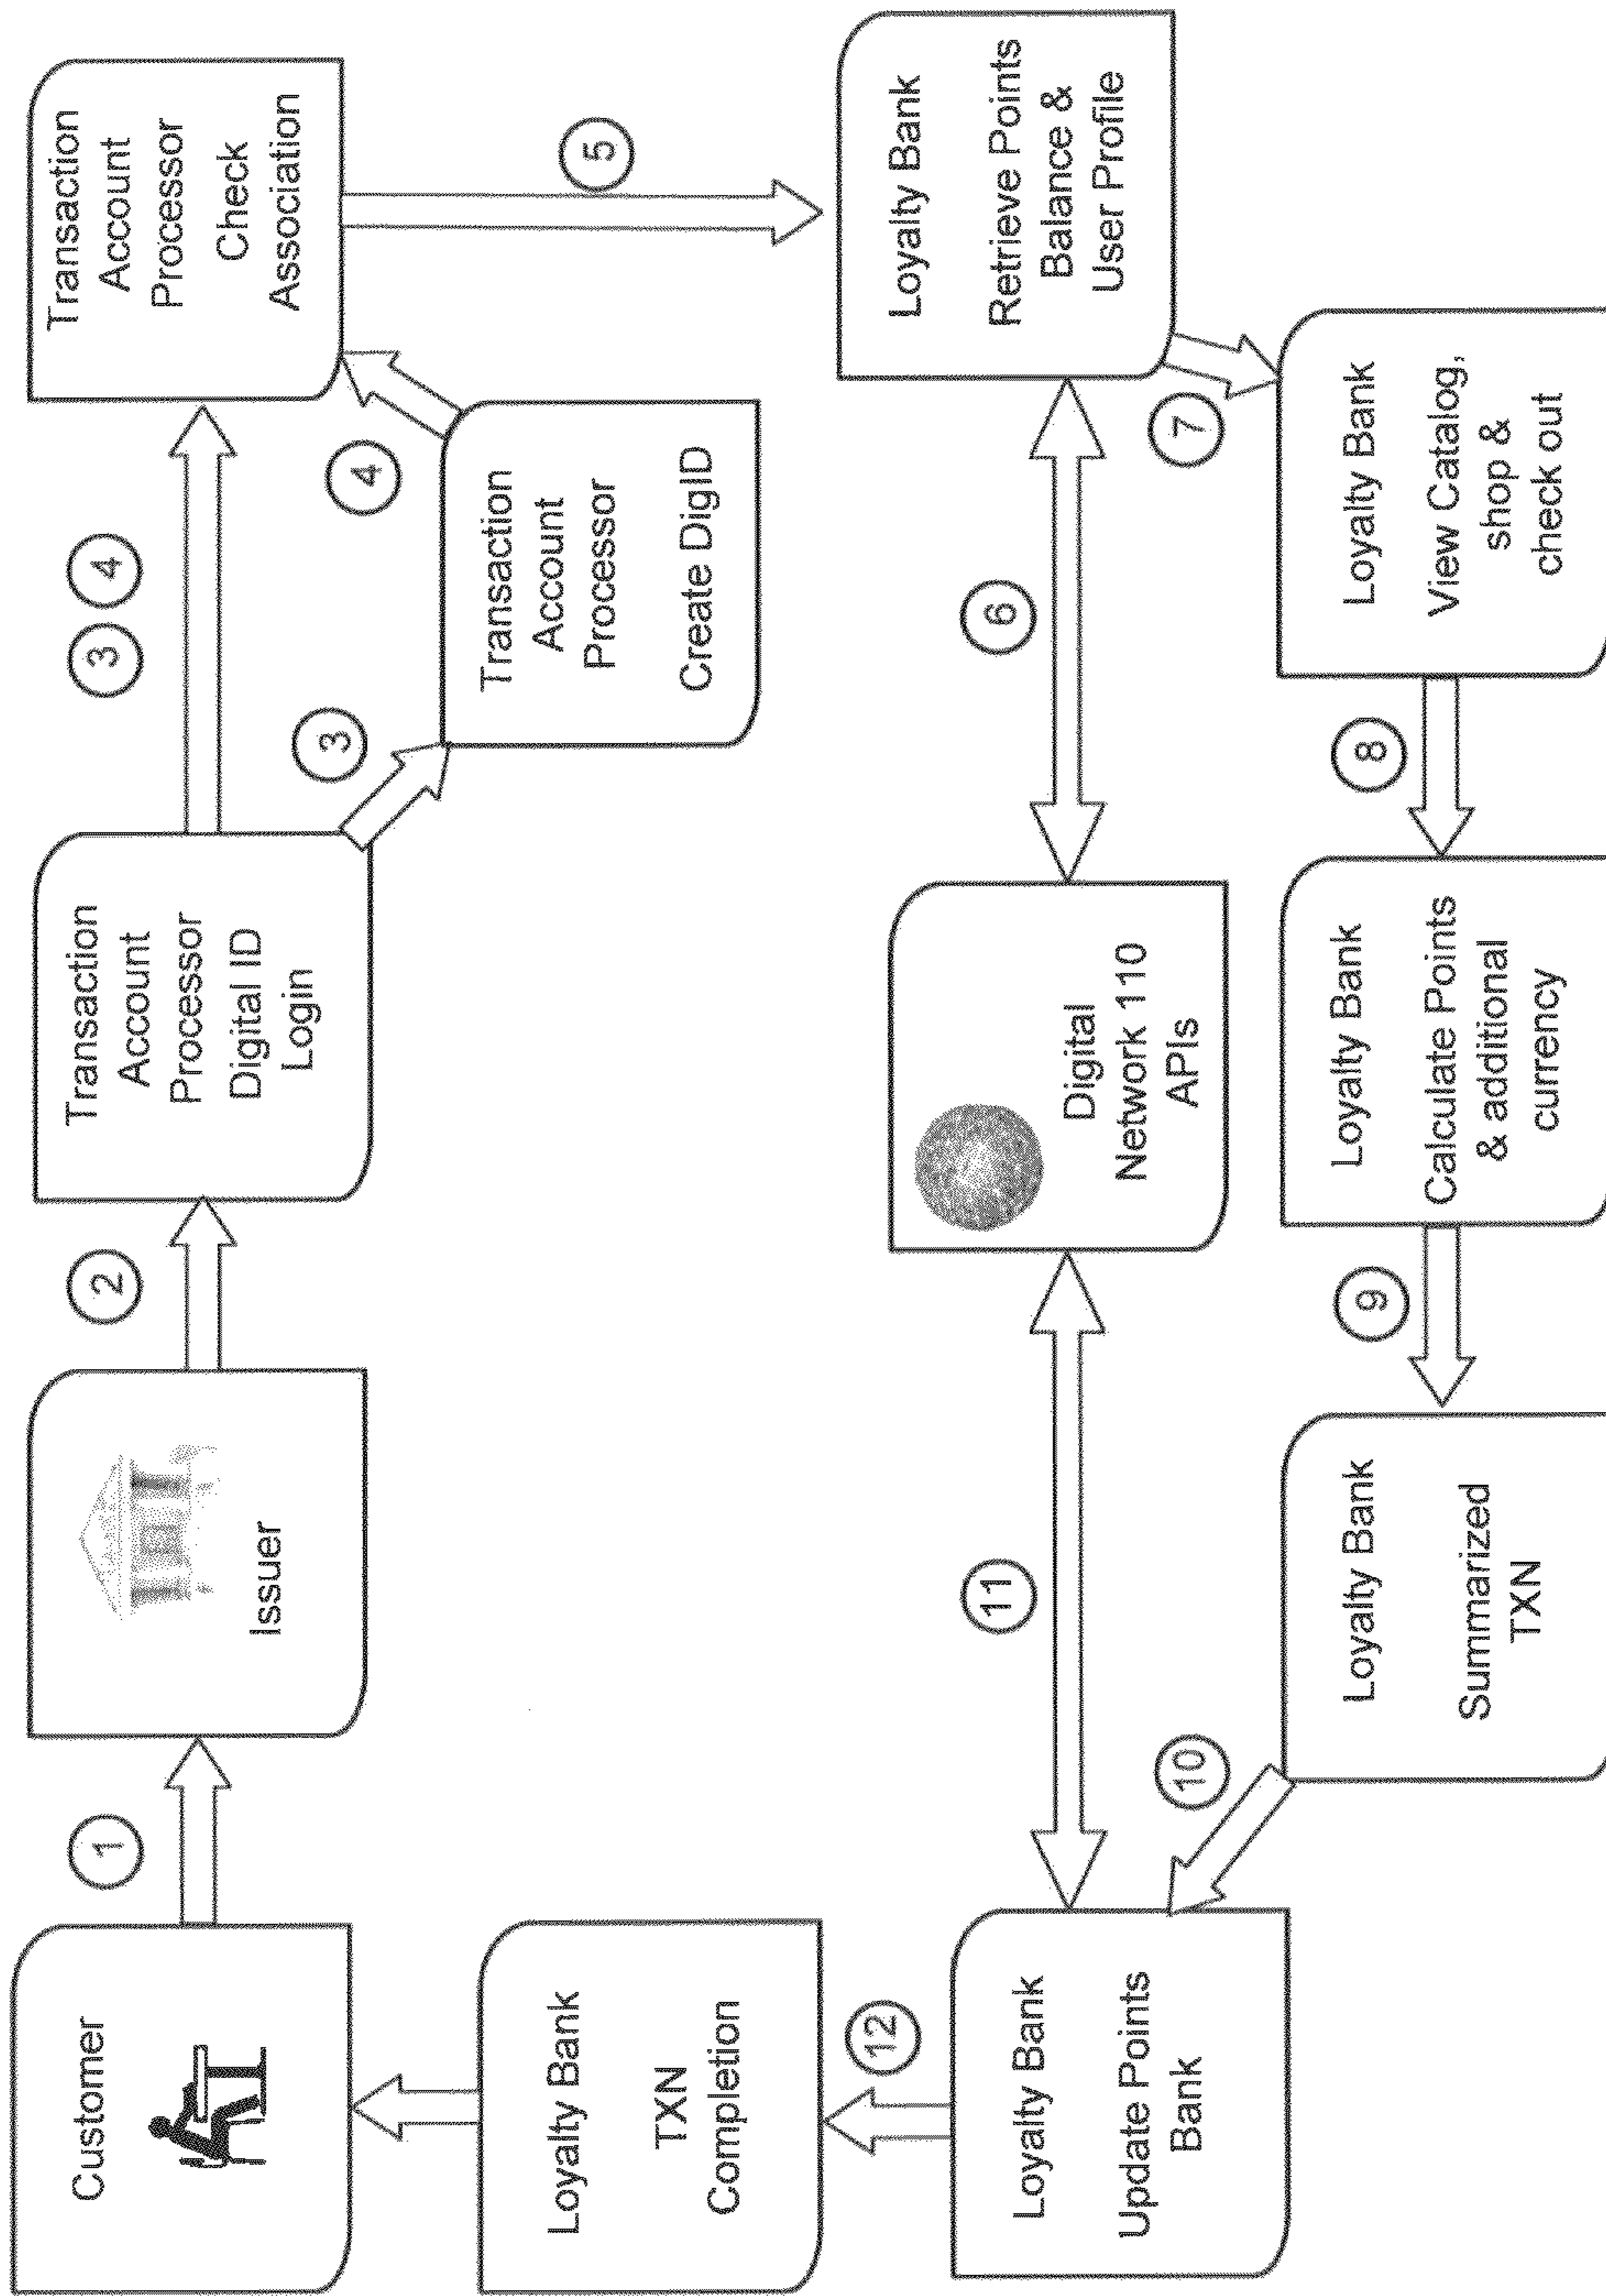 Customer
1
Issuer
2
Transaction
Account
Processor
Digital ID
Login
3
4
Transaction
Account
Processor
Check
Association
3
Transaction
Account
Processor
Create DigID
4
5
Loyalty Bank
TXN
Completion
12
Loyalty Bank
Update Points
Bank
11
Digital
Network 110
APIs
6
Loyalty Bank
Retrieve Points
Balance &
User Profile
10
Loyalty Bank
Summarized
TXN
9
Loyalty Bank
Calculate Points
& additional
currency
8
Loyalty Bank
View Catalog,
shop &
check out
7